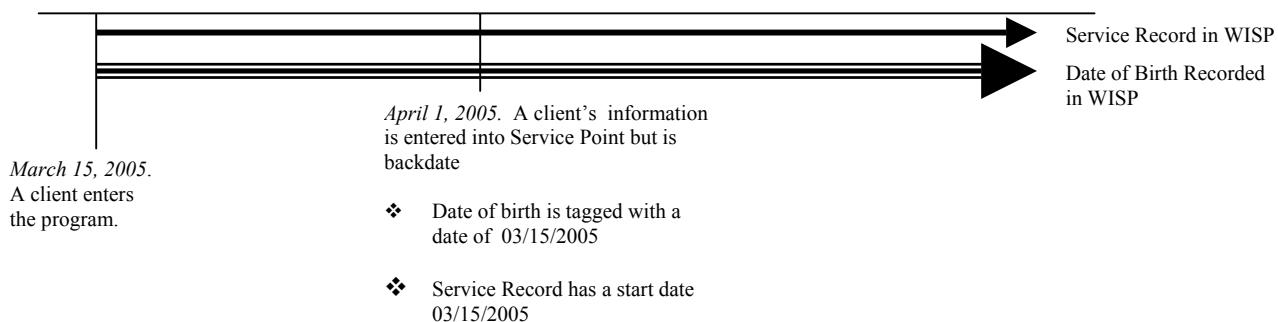 Service Record in WISP
Date of Birth Recorded
in WISP
April 1, 2005.  A client's  information
is entered into Service Point but is
backdate
March 15, 2005.
A client enters
the program.
❖ Date of birth is tagged with a
date of  03/15/2005
❖ Service Record has a start date
03/15/2005